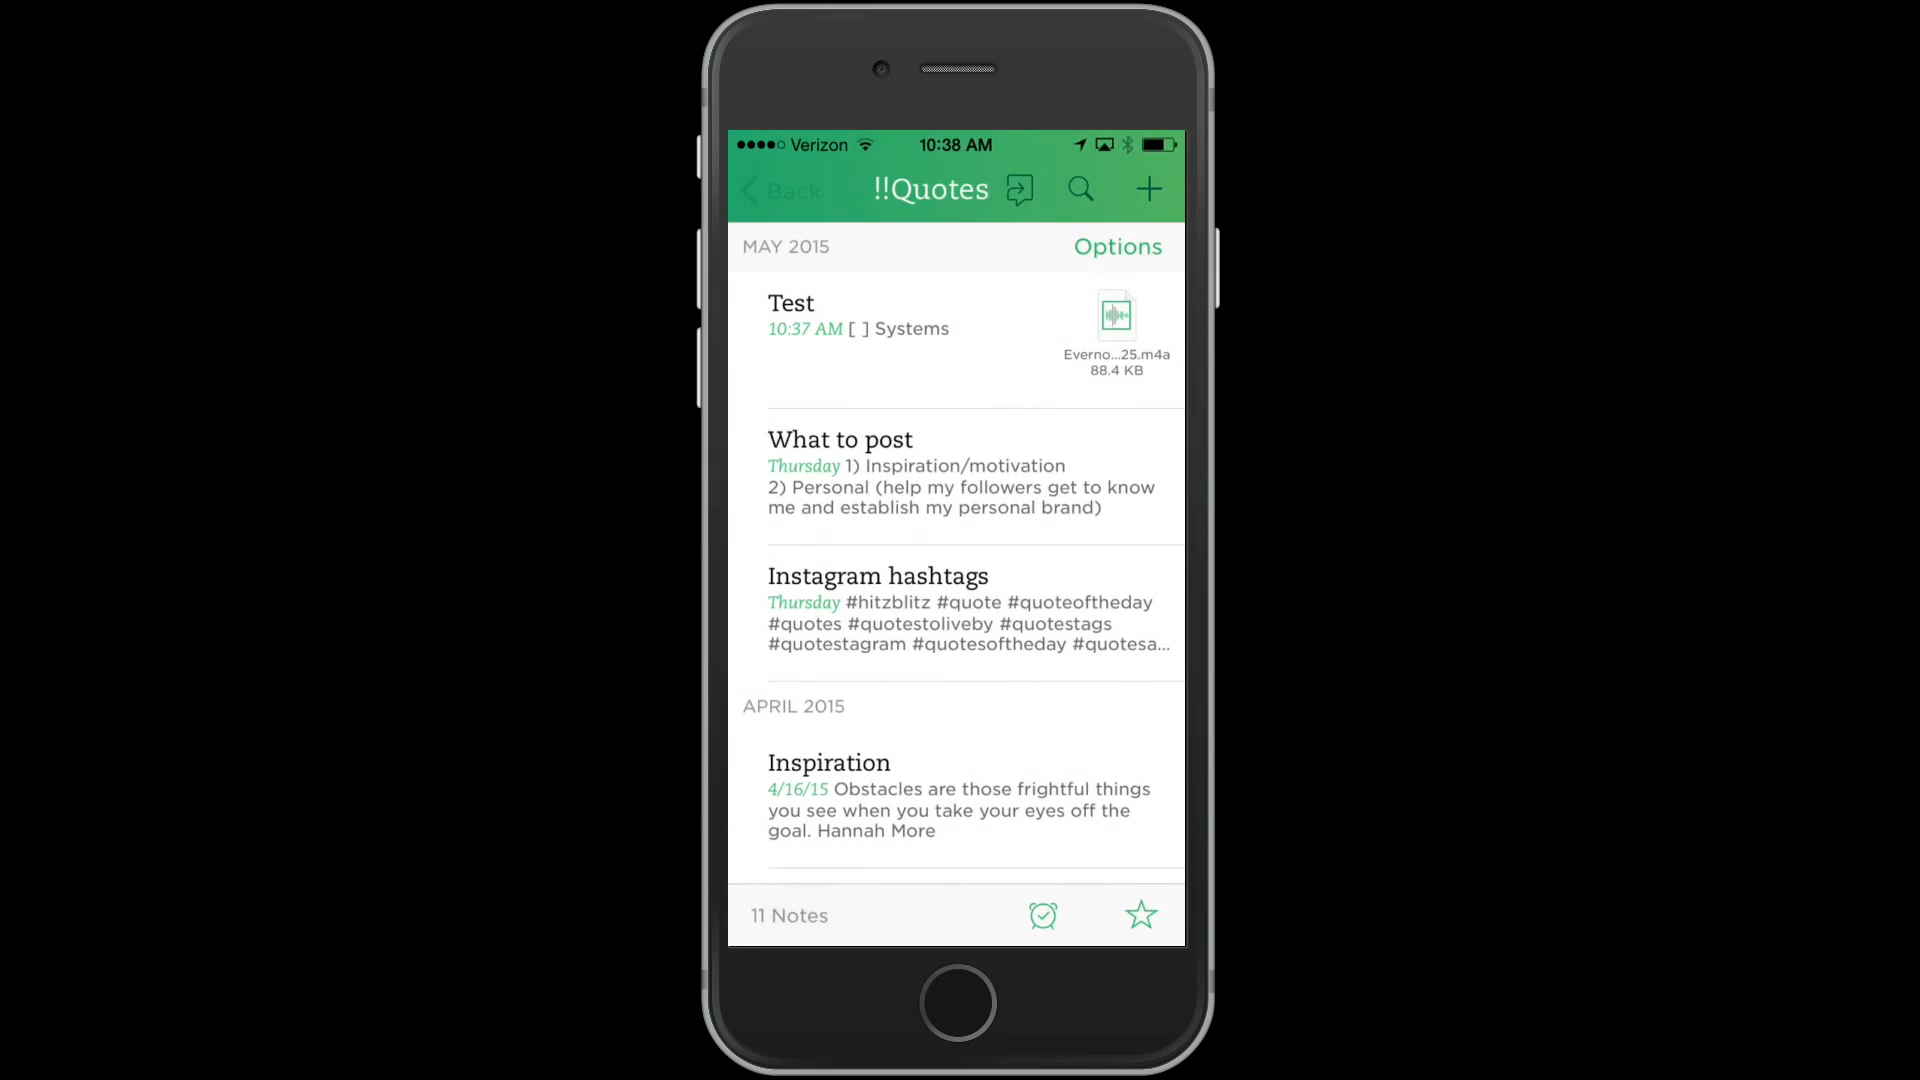 Verizon 10:38 AM
Back !!Quotes
MAY 2015 Options
Test
10:37 AM [ ] Systems
Everno...25.m4a
88.4 KB
What to post
Thursday 1) Inspiration/motivation
2) Personal (help my followers get to know
me and establish my personal brand)
Instagram hashtags
Thursday #hitzblitz #quote #quoteoftheday
#quotes #quotestoliveby #quotestags
#quotestagram #quotesoftheday #quotesa...
APRIL 2015
Inspiration
4/16/15 Obstacles are those frightful things
you see when you take your eyes off the
goal. Hannah More
11 Notes